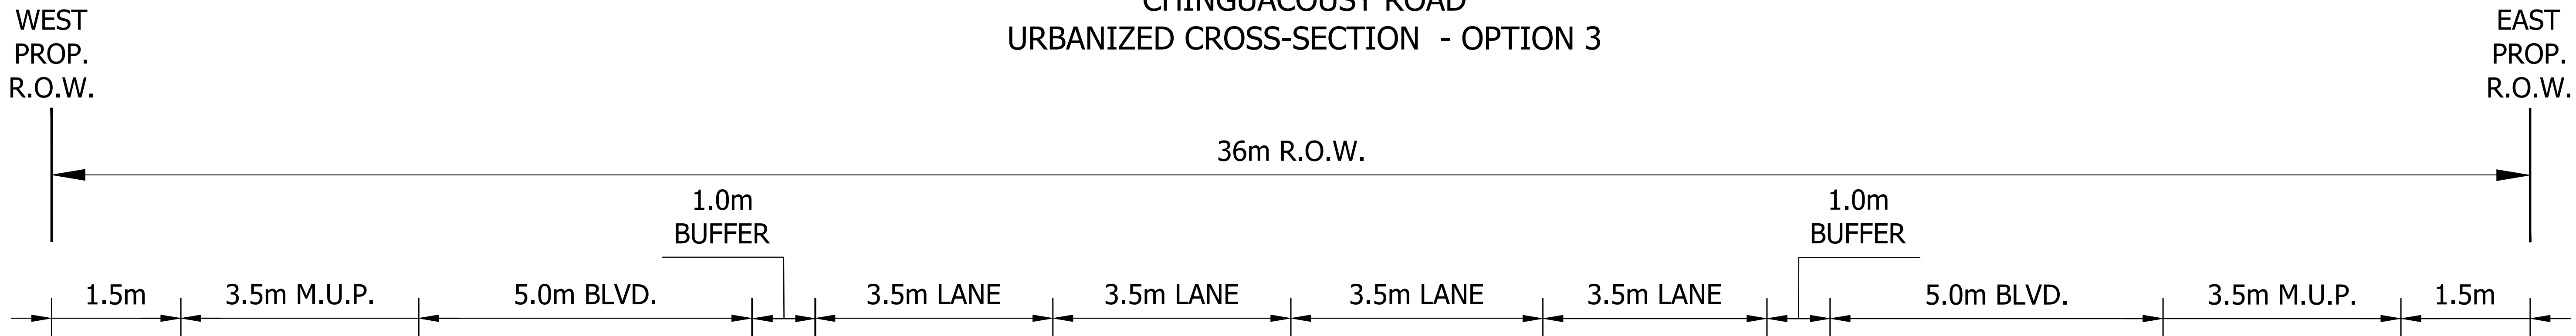 CHINGUACOUSY ROAD
URBANIZED CROSS-SECTION - OPTION 3
WEST
PROP.
R.O.W.
EAST
PROP.
R.O.W.
36m R.O.W.
1.0m
BUFFER
1.0m
BUFFER
1.5m 3.5m M.U.P. 5.0m BLVD. 3.5m LANE 3.5m LANE 3.5m LANE 3.5m LANE 5.0m BLVD. 3.5m M.U.P. 1.5m